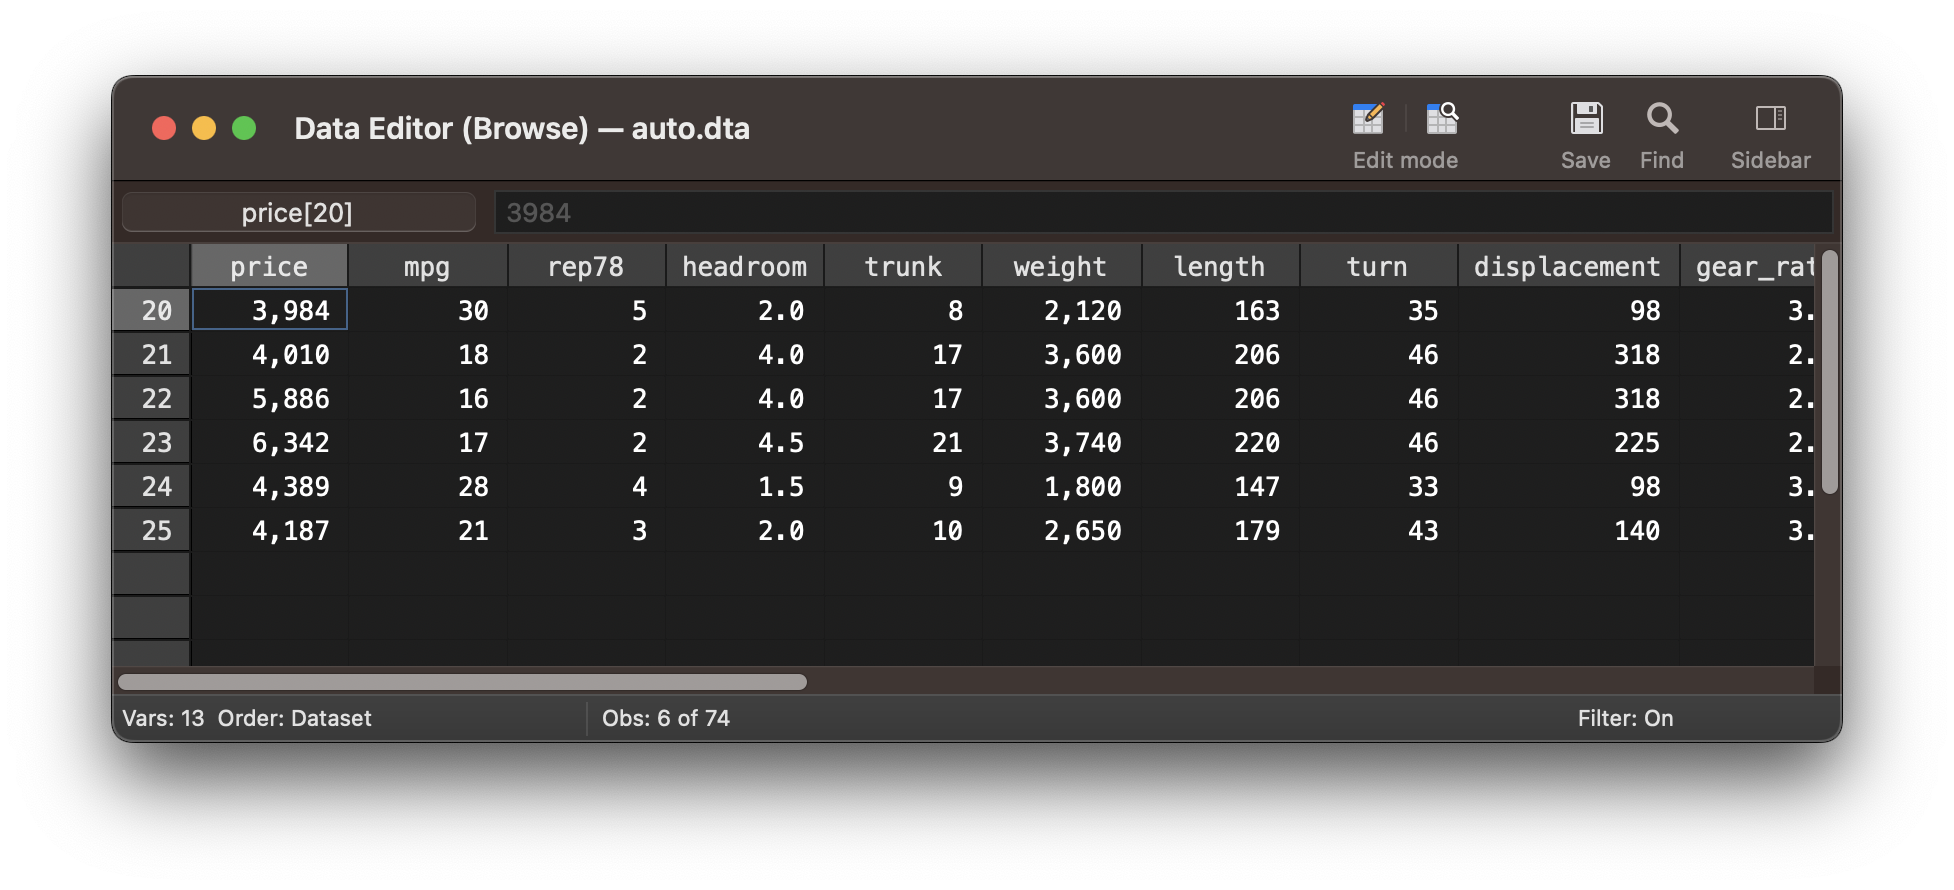 Data Editor (Browse) — auto.dta
Edit mode Save Find Sidebar
price[20] 3984
price mpg rep78 headroom trunk weight length turn displacement gear_rat
20 3,984 30 5 2.0 8 2,120 163 35 98 3.
21 4,010 18 2 4.0 17 3,600 206 46 318 2.
22 5,886 16 2 4.0 17 3,600 206 46 318 2.
23 6,342 17 2 4.5 21 3,740 220 46 225 2.
24 4,389 28 4 1.5 9 1,800 147 33 98 3.
25 4,187 21 3 2.0 10 2,650 179 43 140 3.
Vars: 13 Order: Dataset Obs: 6 of 74 Filter: On